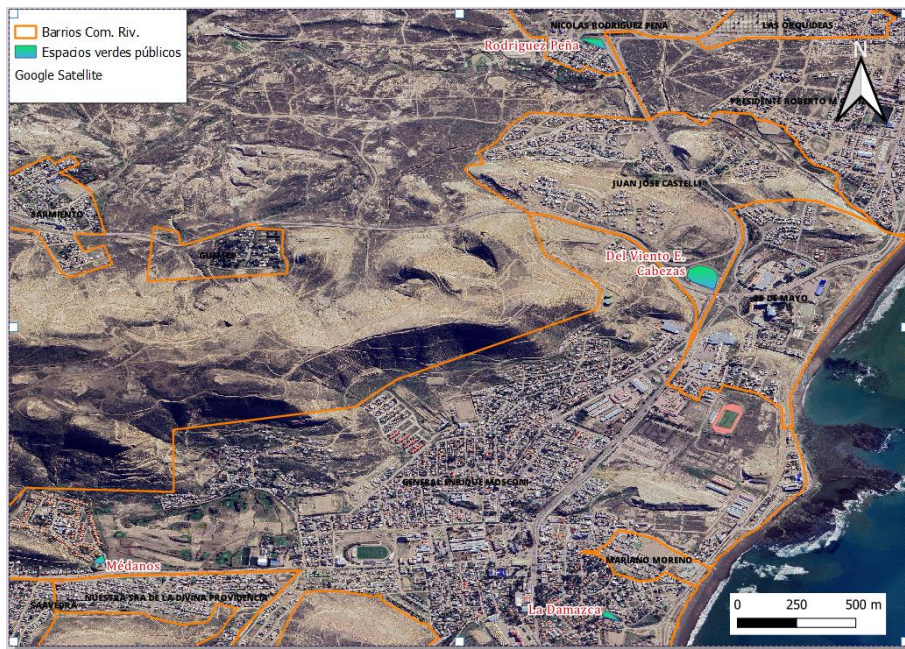 Barrios Com. Riv.
Espacios verdes públicos
Google Satellite
NICOLAS RODRIGUEZ PEÑA
LAS ORQUIDEAS
Rodriguez Peña
N
PRESIDENTE ROBERTO M
JUAN JOSE CASTELLI
SARMIENTO
GUEMES
Del Viento E.
Cabezas
25 DE MAYO
GENERAL ENRIQUE MOSCONI
Médanos
MARIANO MORENO
NUESTRA SRA DE LA DIVINA PROVIDENCIA
SAAVEDRA
La Damazca
0 250 500 m